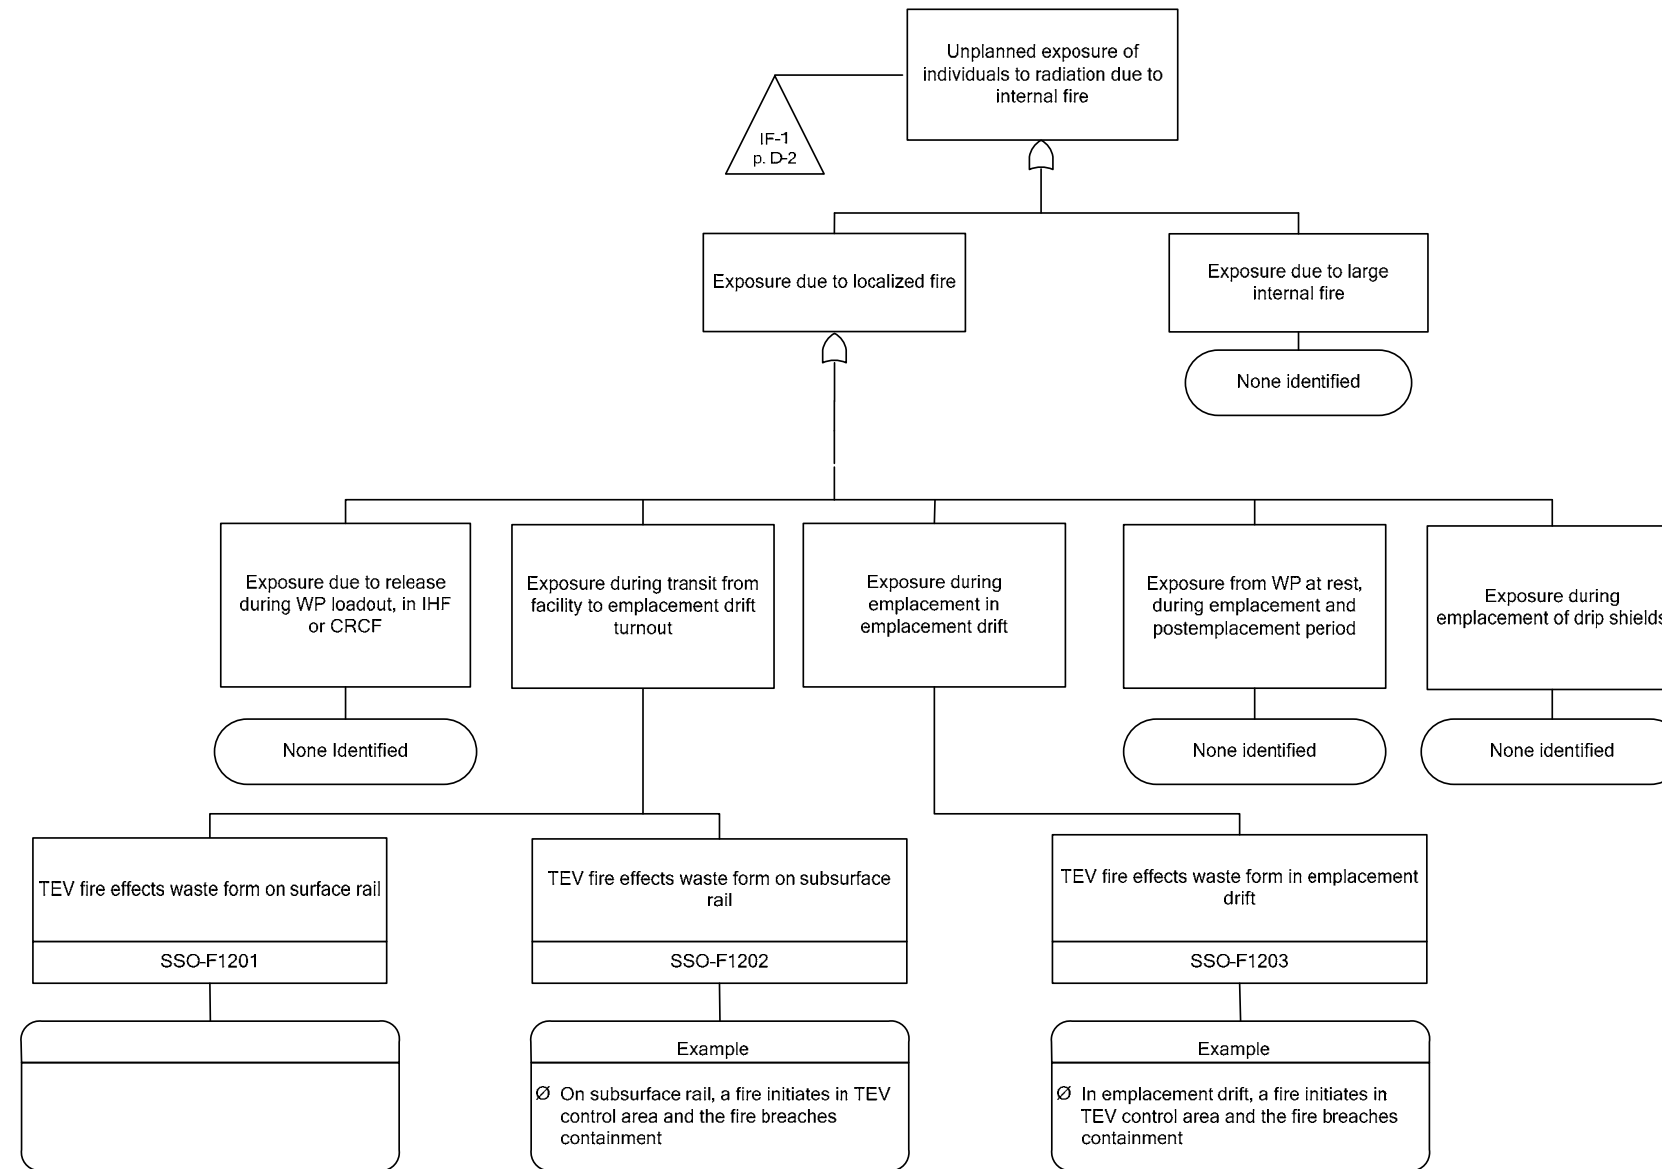 Unplanned exposure of
individuals to radiation due to
internal fire
IF-1
p. D-2
Exposure due to localized fire
Exposure due to large
internal fire
None identified
Exposure due to release
during WP loadout, in IHF
or CRCF
Exposure during transit from
facility to emplacement drift
turnout
Exposure during
emplacement in
emplacement drift
Exposure from WP at rest,
during emplacement and
postemplacement period
Exposure during
emplacement of drip shields
None Identified
None identified
None identified
TEV fire effects waste form on surface rail
SSO-F1201
TEV fire effects waste form on subsurface
rail
SSO-F1202
TEV fire effects waste form in emplacement
drift
SSO-F1203
Example
Ø On subsurface rail, a fire initiates in TEV
control area and the fire breaches
containment
Example
Ø In emplacement drift, a fire initiates in
TEV control area and the fire breaches
containment